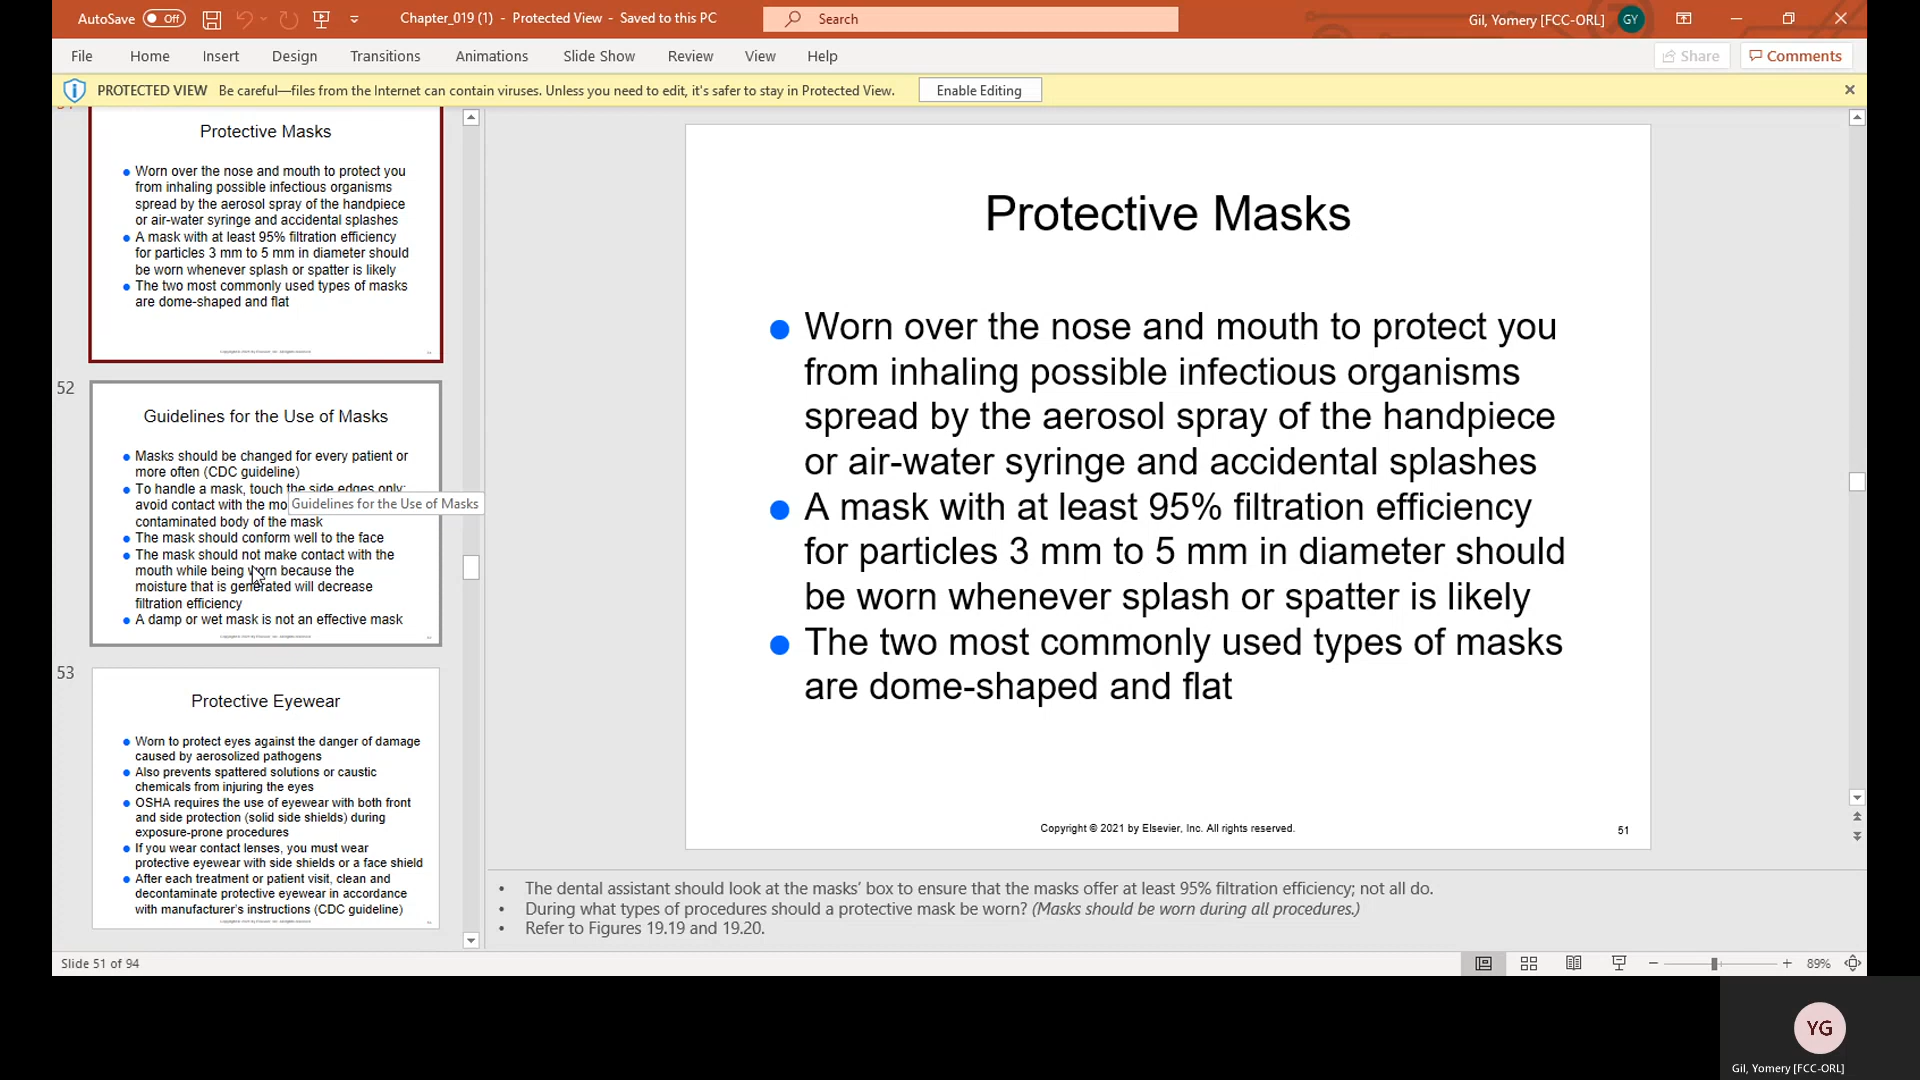 AutoSave Off Chapter_019 (1) - Protected View - Saved to this PC Search Gil, Yomery [FCC-ORL] GY
File Home Insert Design Transitions Animations Slide Show Review View Help Share Comments
PROTECTED VIEW Be careful—files from the Internet can contain viruses. Unless you need to edit, it's safer to stay in Protected View. Enable Editing
Protective Masks
Worn over the nose and mouth to protect you
from inhaling possible infectious organisms
spread by the aerosol spray of the handpiece
or air-water syringe and accidental splashes
A mask with at least 95% filtration efficiency
for particles 3 mm to 5 mm in diameter should
be worn whenever splash or spatter is likely
The two most commonly used types of masks
are dome-shaped and flat
52
Guidelines for the Use of Masks
Masks should be changed for every patient or
more often (CDC guideline)
To handle a mask, touch the side edges only;
avoid contact with the
contaminated body of the mask
Guidelines for the Use of Masks
The mask should conform well to the face
The mask should not make contact with the
mouth while being worn because the
moisture that is generated will decrease
filtration efficiency
A damp or wet mask is not an effective mask
53
Protective Eyewear
Worn to protect eyes against the danger of damage
caused by aerosolized pathogens
Also prevents spattered solutions or caustic
chemicals from injuring the eyes
OSHA requires the use of eyewear with both front
and side protection (solid side shields) during
exposure-prone procedures
If you wear contact lenses, you must wear
protective eyewear with side shields or a face shield
After each treatment or patient visit, clean and
decontaminate protective eyewear in accordance
with manufacturer's instructions (CDC guideline)
Protective Masks
Worn over the nose and mouth to protect you
from inhaling possible infectious organisms
spread by the aerosol spray of the handpiece
or air-water syringe and accidental splashes
A mask with at least 95% filtration efficiency
for particles 3 mm to 5 mm in diameter should
be worn whenever splash or spatter is likely
The two most commonly used types of masks
are dome-shaped and flat
Copyright © 2021 by Elsevier, Inc. All rights reserved.
51
• The dental assistant should look at the masks' box to ensure that the masks offer at least 95% filtration efficiency; not all do.
• During what types of procedures should a protective mask be worn? (Masks should be worn during all procedures.)
• Refer to Figures 19.19 and 19.20.
Slide 51 of 94
89%
YG
Gil, Yomery [FCC-ORL]